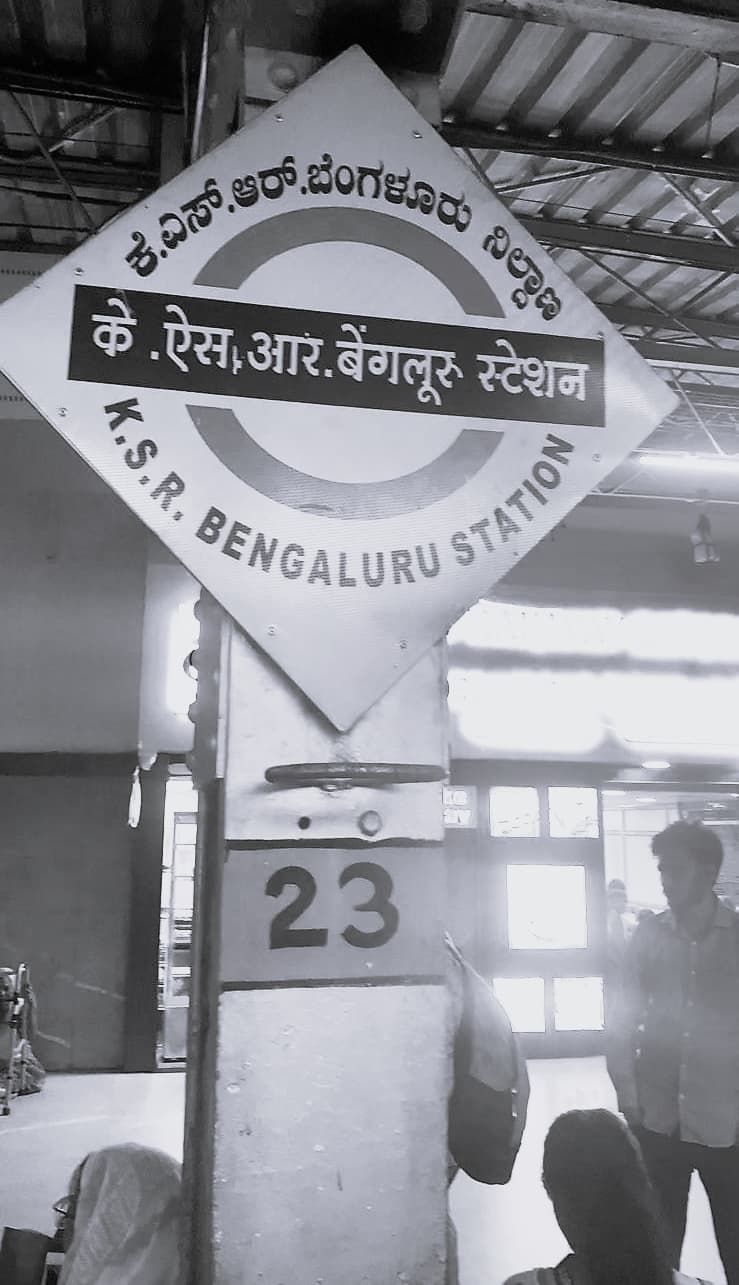 ಕೆ.ಎಸ್.ಆರ್.ಬೆಂಗಳೂರು ನಿಲ್ದಾಣ
के .ऐस.आर.बेंगलूरु स्टेशन
K.S.R. BENGALURU STATION
23